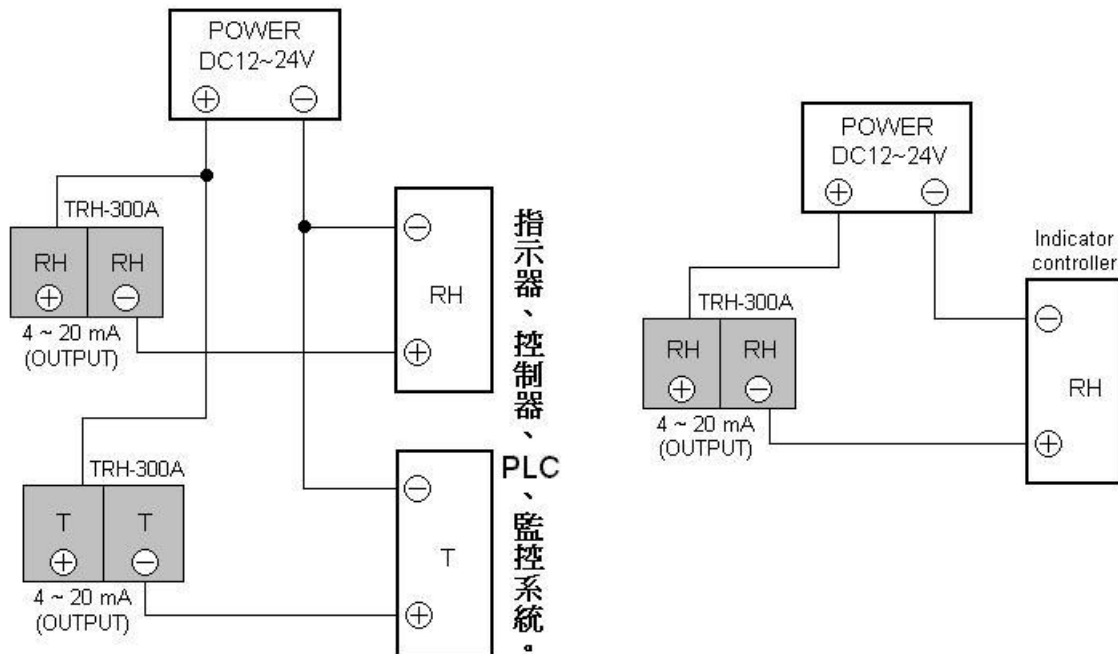 POWER
DC12~24V
⊕ ⊖
TRH-300A
RH RH
⊕ ⊖
4 ~ 20 mA
(OUTPUT)
⊖
RH
⊕
TRH-300A
T T
⊕ ⊖
4 ~ 20 mA
(OUTPUT)
⊖
T
⊕
指示器、控制器、PLC、監控系統。
POWER
DC12~24V
⊕ ⊖
Indicator
controller
TRH-300A
RH RH
⊕ ⊖
4 ~ 20 mA
(OUTPUT)
⊖
RH
⊕